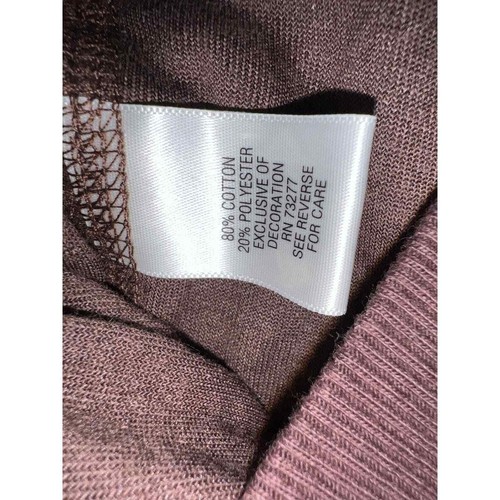 80% COTTON
20% POLYESTER
EXCLUSIVE OF
DECORATION
RN 73277
SEE REVERSE
FOR CARE